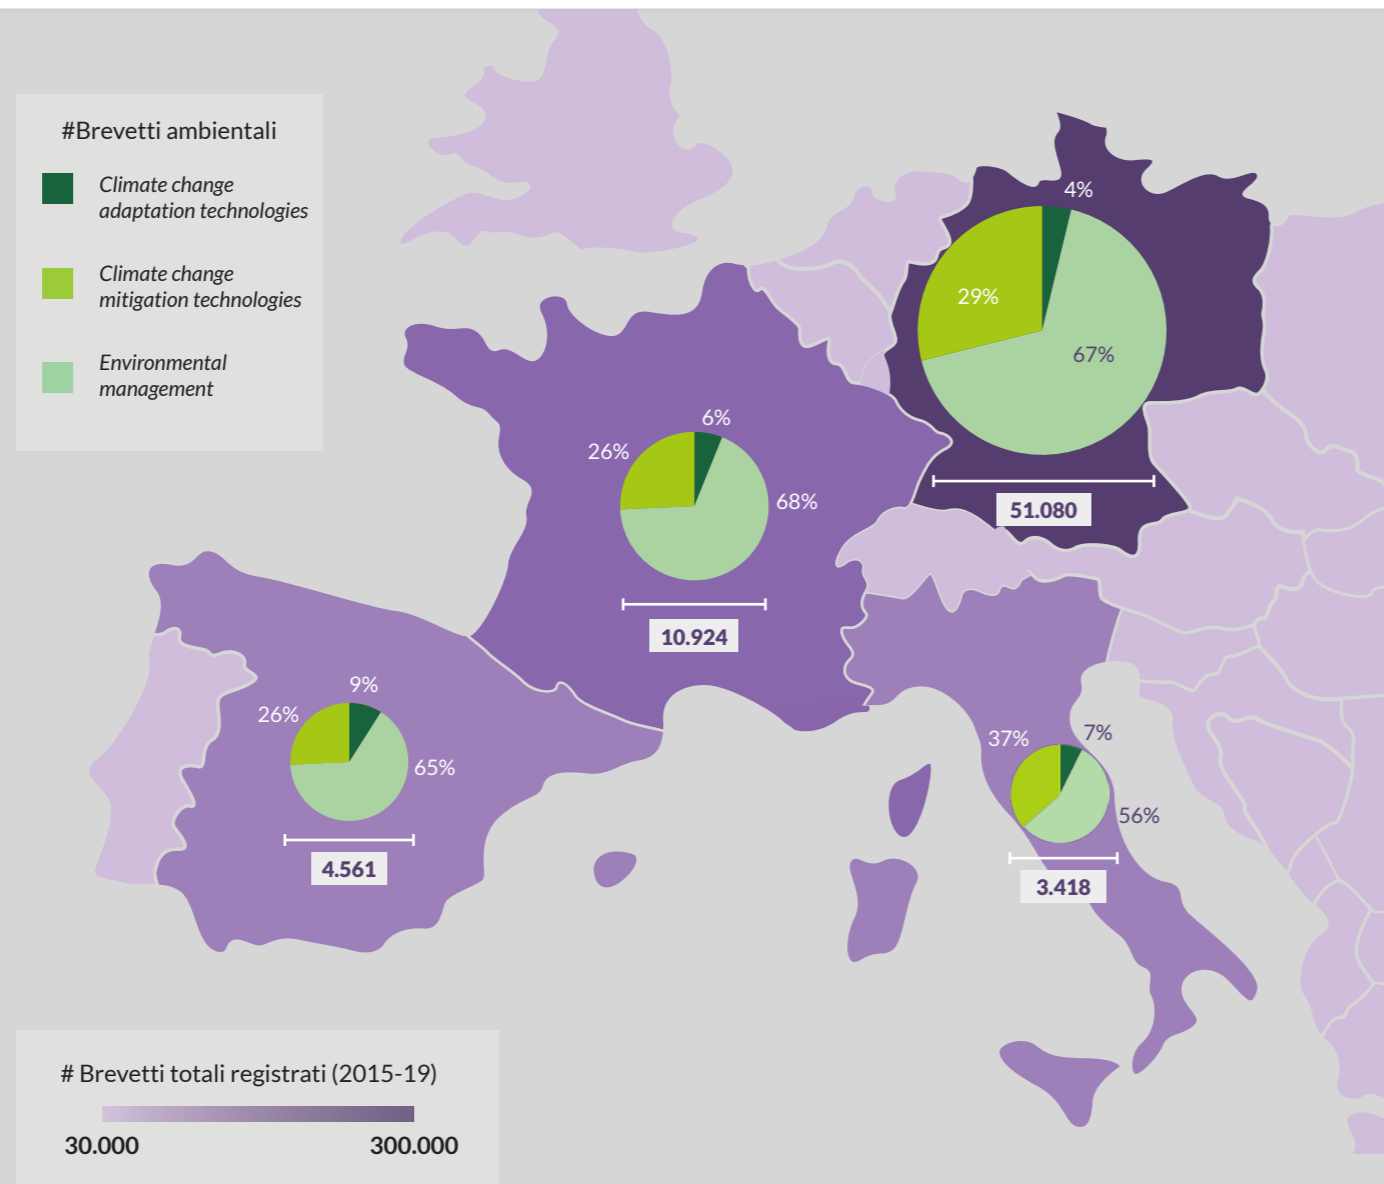 #Brevetti ambientali
Climate change
adaptation technologies
Climate change
mitigation technologies
Environmental
management
4%
29%
67%
51.080
6%
26%
68%
10.924
9%
26%
65%
4.561
37%
7%
56%
3.418
# Brevetti totali registrati (2015-19)
30.000
300.000